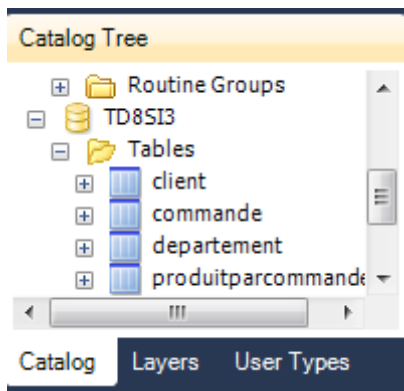 Catalog Tree
Routine Groups
TD8SI3
Tables
client
commande
departement
produitparcommande
Catalog Layers User Types